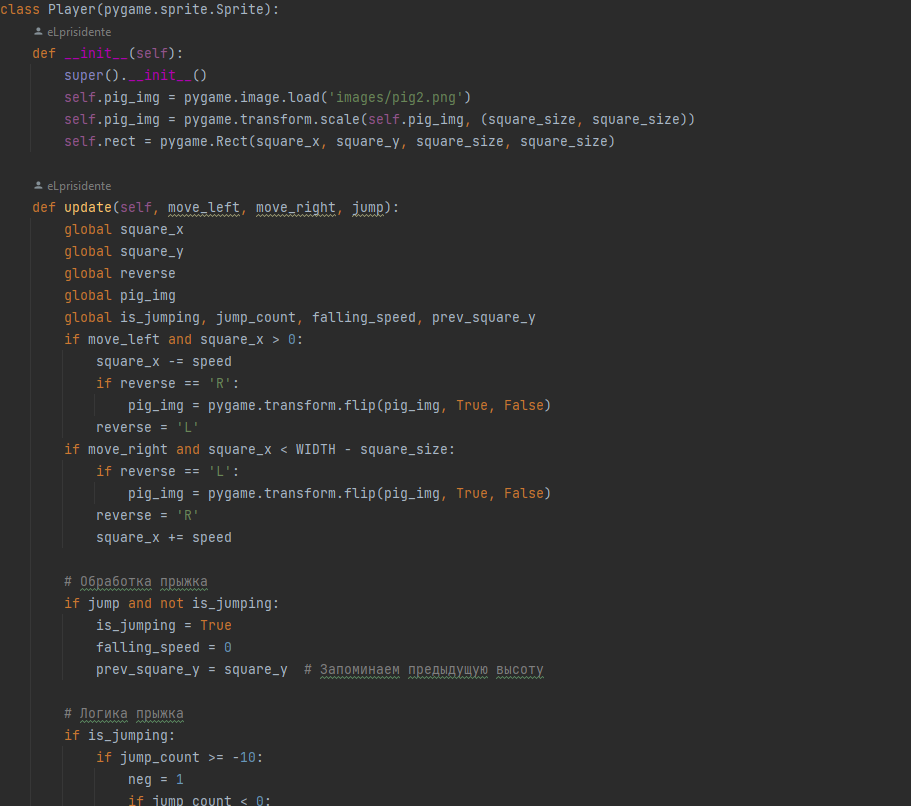 class Player(pygame.sprite.Sprite):
eLprisidente
def __init__(self):
super().__init__()
self.pig_img = pygame.image.load('images/pig2.png')
self.pig_img = pygame.transform.scale(self.pig_img, (square_size, square_size))
self.rect = pygame.Rect(square_x, square_y, square_size, square_size)
eLprisidente
def update(self, move_left, move_right, jump):
global square_x
global square_y
global reverse
global pig_img
global is_jumping, jump_count, falling_speed, prev_square_y
if move_left and square_x > 0:
square_x -= speed
if reverse == 'R':
pig_img = pygame.transform.flip(pig_img, True, False)
reverse = 'L'
if move_right and square_x < WIDTH - square_size:
if reverse == 'L':
pig_img = pygame.transform.flip(pig_img, True, False)
reverse = 'R'
square_x += speed
# Обработка прыжка
if jump and not is_jumping:
is_jumping = True
falling_speed = 0
prev_square_y = square_y  # Запоминаем предыдущую высоту
# Логика прыжка
if is_jumping:
if jump_count >= -10:
neg = 1
if jump_count < 0: